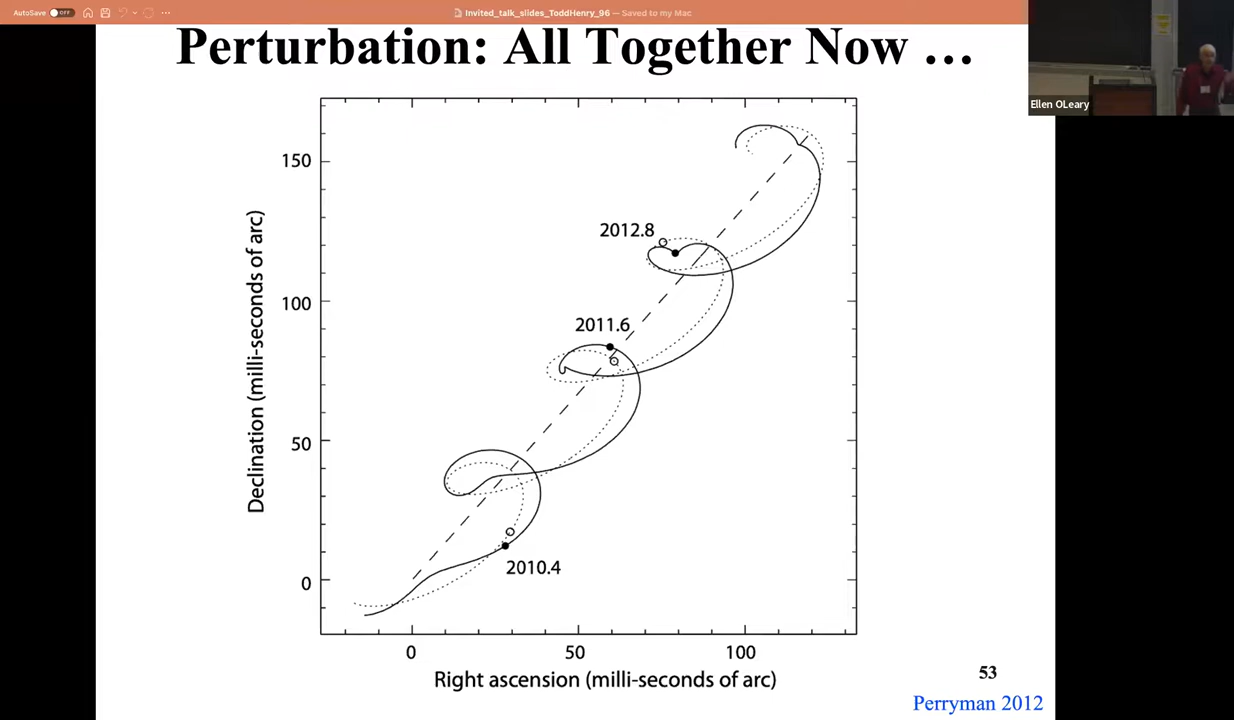 AutoSave OFF
Invited_talk_slides_ToddHenry_96 — Saved to my Mac
Perturbation: All Together Now ...
Ellen OLeary
150
100
50
0
Declination (milli-seconds of arc)
2012.8
2011.6
2010.4
0
50
100
Right ascension (milli-seconds of arc)
53
Perryman 2012